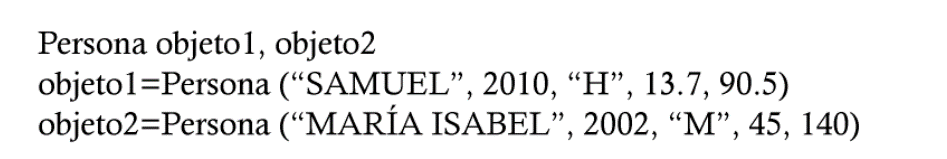 Persona objeto1, objeto2
objeto1=Persona (“SAMUEL”, 2010, “H”, 13.7, 90.5)
objeto2=Persona (“MARÍA ISABEL”, 2002, “M”, 45, 140)